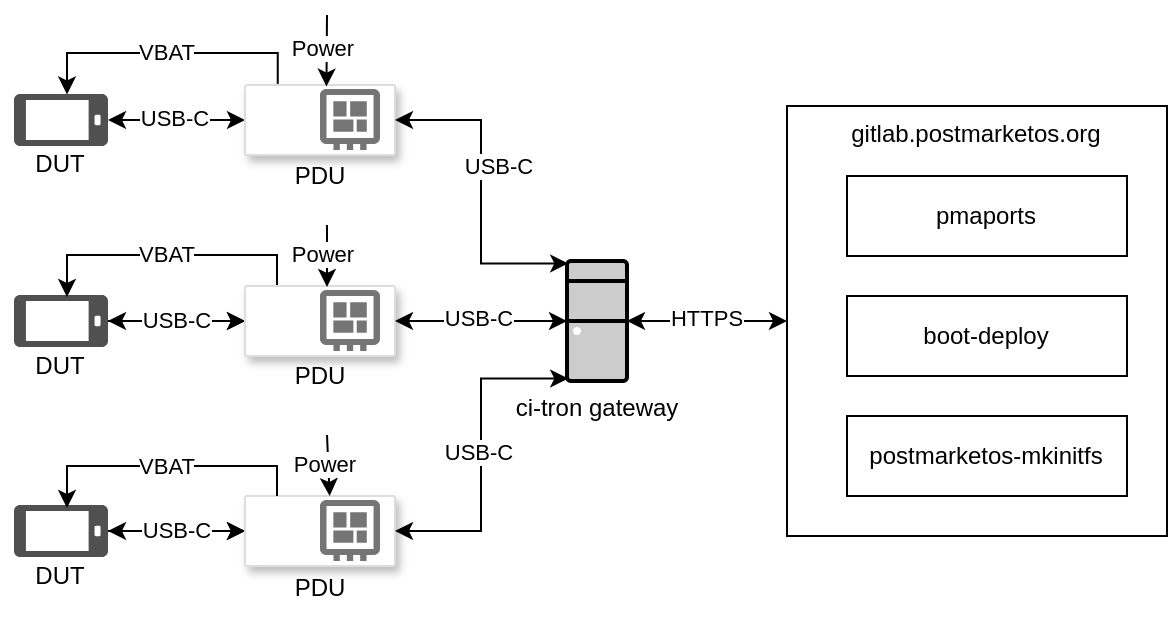 Power
VBAT
USB-C
DUT
PDU
USB-C
Power
VBAT
USB-C
DUT
PDU
USB-C
Power
VBAT
USB-C
DUT
PDU
USB-C
ci-tron gateway
HTTPS
gitlab.postmarketos.org
pmaports
boot-deploy
postmarketos-mkinitfs